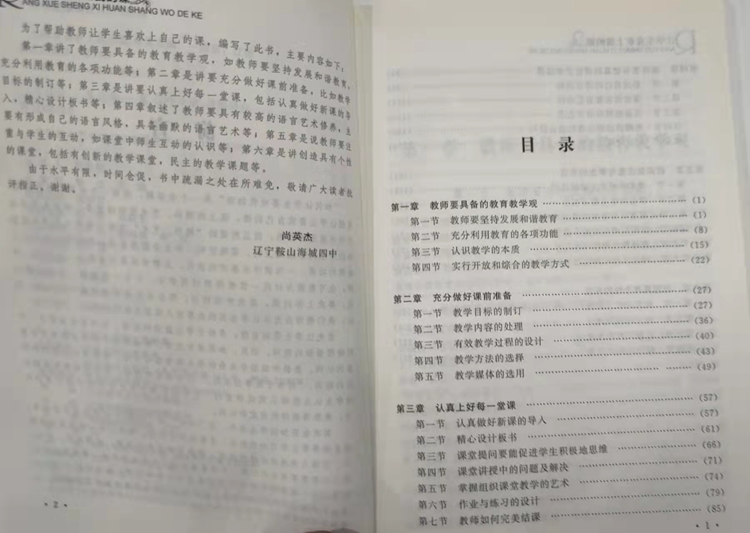 ANG XUE SHENG XI HUAN SHANG WO DE KE
为了帮助教师让学生喜欢上自己的课，编写了此书，主要内容如下：
第一章讲了教师要具备的教育教学观，如教师要坚持发展和谐教育，
充分利用教育的各项功能等；第二章是讲要充分做好课前准备，比如教学
目标的制订等；第三章是讲要认真上好每一堂课，包括认真做好新课的导
入，精心设计板书等；第四章叙述了教师要具有较高的语言艺术修养，主
要有形成自己的语言风格，具备幽默的语言艺术等；第五章是说教师要注
重与学生的互动，如课堂中师生互动的认识等；第六章是讲创造具有个性
的课堂，包括有创新的教学课堂，民主的教学课题等。
由于水平有限，时间仓促，书中疏漏之处在所难免，敬请广大读者批
评指正，谢谢。
尚英杰
辽宁鞍山海城四中
· 2 ·
目 录
第一章 教师要具备的教育教学观 (1)
第一节 教师要坚持发展和谐教育 (1)
第二节 充分利用教育的各项功能 (8)
第三节 认识教学的本质 (15)
第四节 实行开放和综合的教学方式 (22)
第二章 充分做好课前准备 (27)
第一节 教学目标的制订 (27)
第二节 教学内容的处理 (36)
第三节 有效教学过程的设计 (40)
第四节 教学方法的选择 (43)
第五节 教学媒体的选用 (49)
第三章 认真上好每一堂课 (57)
第一节 认真做好新课的导入 (57)
第二节 精心设计板书 (61)
第三节 课堂提问要能促进学生积极地思维 (66)
第四节 课堂讲授中的问题及解决 (71)
第五节 掌握组织课堂教学的艺术 (74)
第六节 作业与练习的设计 (79)
第七节 教师如何完美结课 (85)
· 1 ·